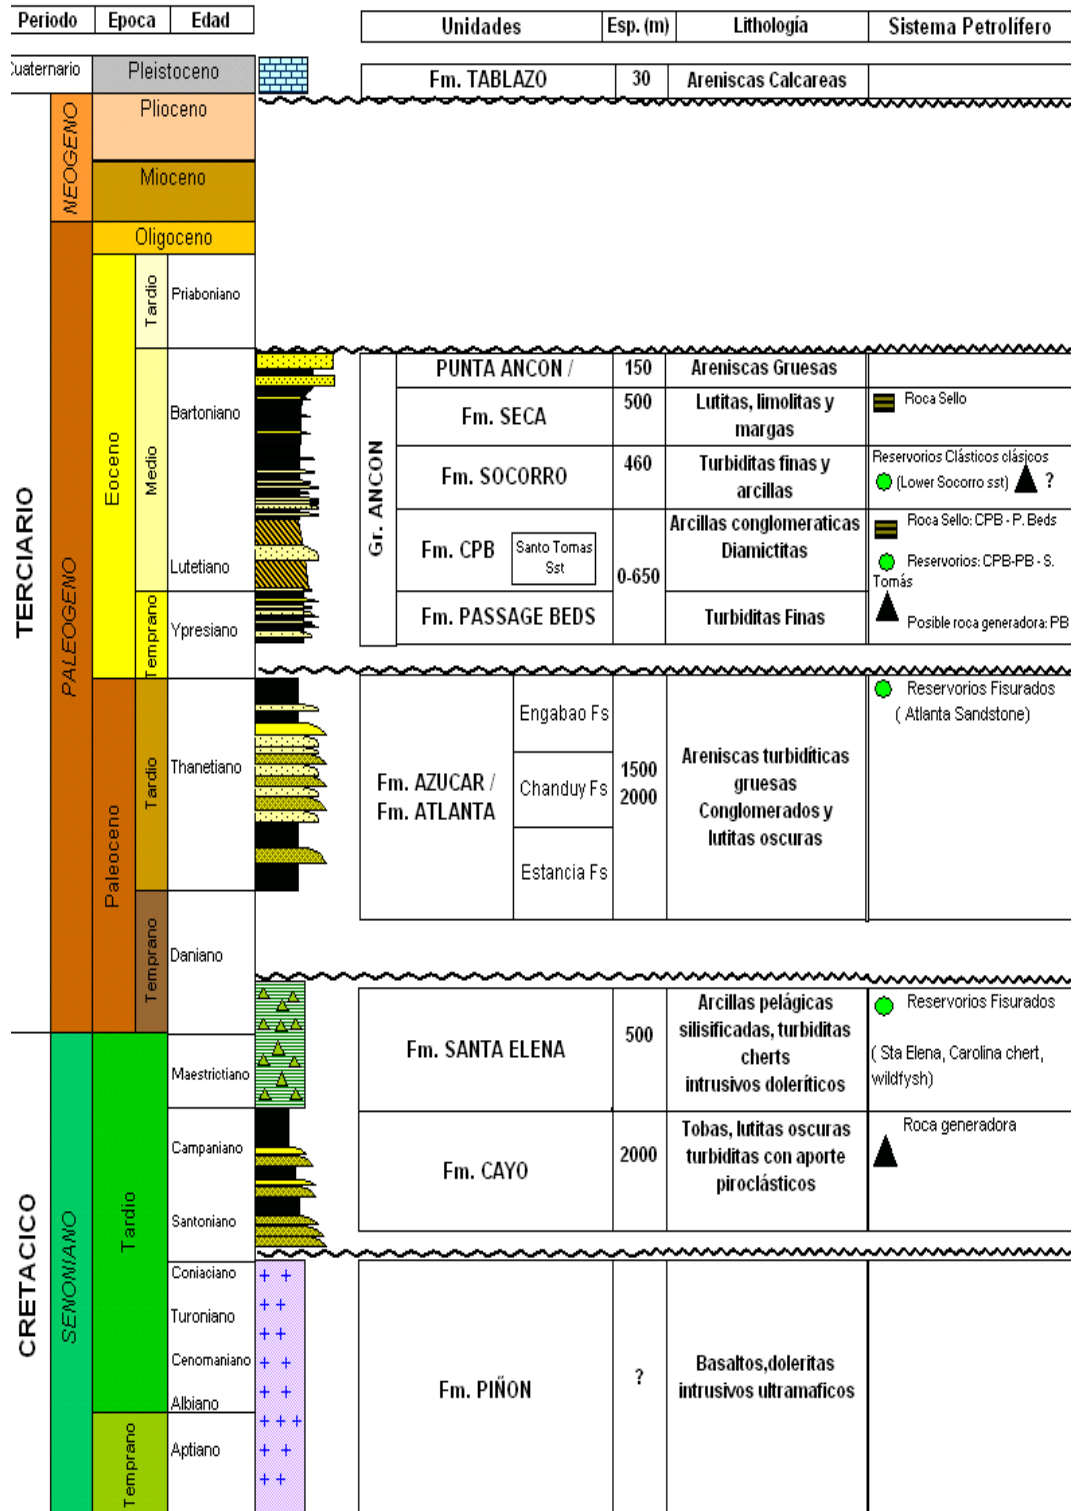 Periodo Epoca Edad
Unidades Esp. (m) Lithología Sistema Petrolífero
Cuaternario Pleistoceno
Fm. TABLAZO 30 Areniscas Calcareas
TERCIARIO
NEOGENO
Plioceno
Mioceno
PALEOGENO
Oligoceno
Eoceno
Tardio
Priaboniano
Medio
Bartoniano
Lutetiano
Temprano
Ypresiano
Gr. ANCON
PUNTA ANCON / 150 Areniscas Gruesas
Fm. SECA 500 Lutitas, limolitas y
margas
Roca Sello
Fm. SOCORRO 460 Turbiditas finas y
arcillas
Reservorios Clásticos clásicos
(Lower Socorro sst) ?
Fm. CPB
Santo Tomas
Sst
0-650
Arcillas conglomeraticas
Diamictitas
Roca Sello: CPB - P. Beds
Reservorios: CPB-PB - S.
Tomás
Fm. PASSAGE BEDS Turbiditas Finas
Posible roca generadora: PB
Paleoceno
Tardio
Thanetiano
Temprano
Daniano
Fm. AZUCAR /
Fm. ATLANTA
Engabao Fs
Chanduy Fs
Estancia Fs
1500
2000
Areniscas turbidíticas
gruesas
Conglomerados y
lutitas oscuras
Reservorios Fisurados
( Atlanta Sandstone)
CRETACICO
SENONIANO
Tardio
Maestrictiano
Campaniano
Santoniano
Coniaciano
Turoniano
Cenomaniano
Albiano
Temprano
Aptiano
Fm. SANTA ELENA 500
Arcillas pelágicas
silisificadas, turbiditas
cherts
intrusivos doleríticos
Reservorios Fisurados
( Sta Elena, Carolina chert,
wildfysh)
Fm. CAYO 2000
Tobas, lutitas oscuras
turbiditas con aporte
piroclásticos
Roca generadora
Fm. PIÑON ?
Basaltos,doleritas
intrusivos ultramaficos